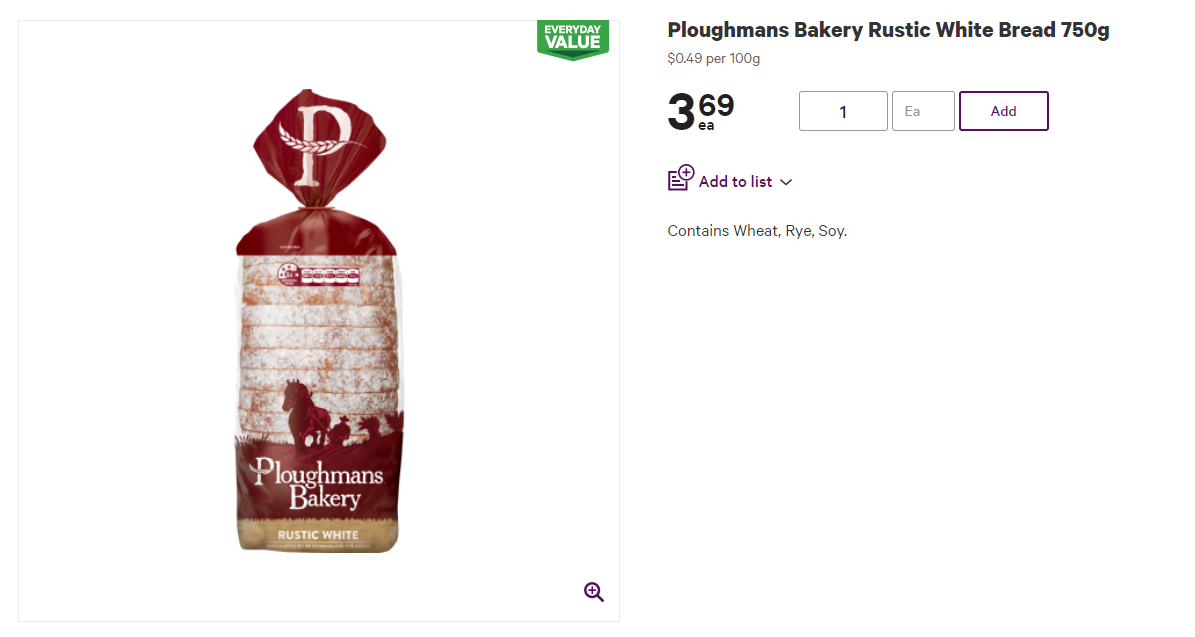 EVERYDAY
VALUE
P
Ploughmans
Bakery
RUSTIC WHITE
Ploughmans Bakery Rustic White Bread 750g
$0.49 per 100g
3 69
ea
1
Ea
Add
Add to list
Contains Wheat, Rye, Soy.